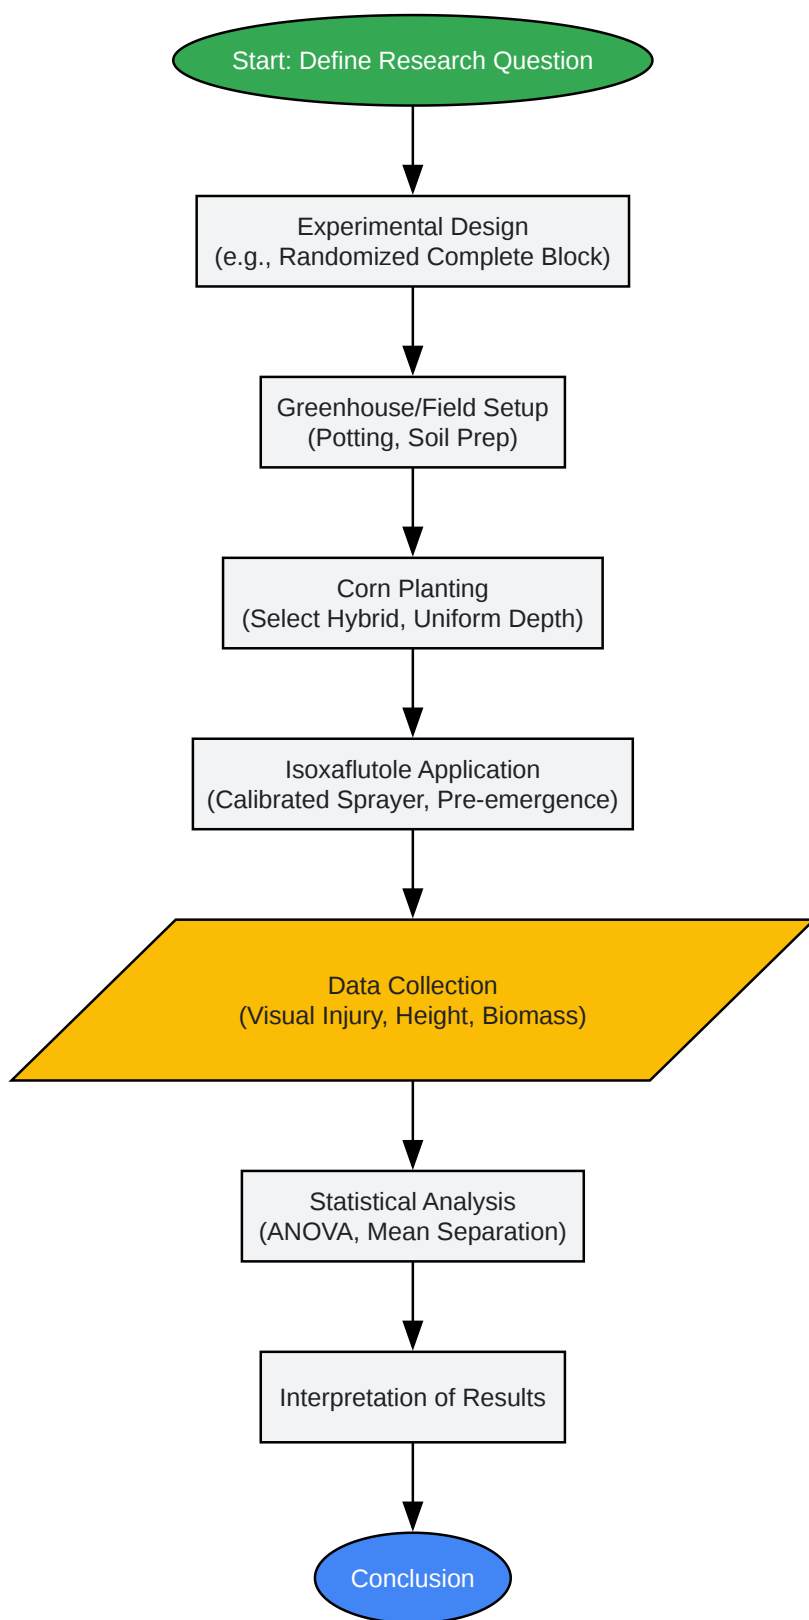 Start: Define Research Question
Experimental Design
(e.g., Randomized Complete Block)
Greenhouse/Field Setup
(Potting, Soil Prep)
Corn Planting
(Select Hybrid, Uniform Depth)
Isoxaflutole Application
(Calibrated Sprayer, Pre-emergence)
Data Collection
(Visual Injury, Height, Biomass)
Statistical Analysis
(ANOVA, Mean Separation)
Interpretation of Results
Conclusion